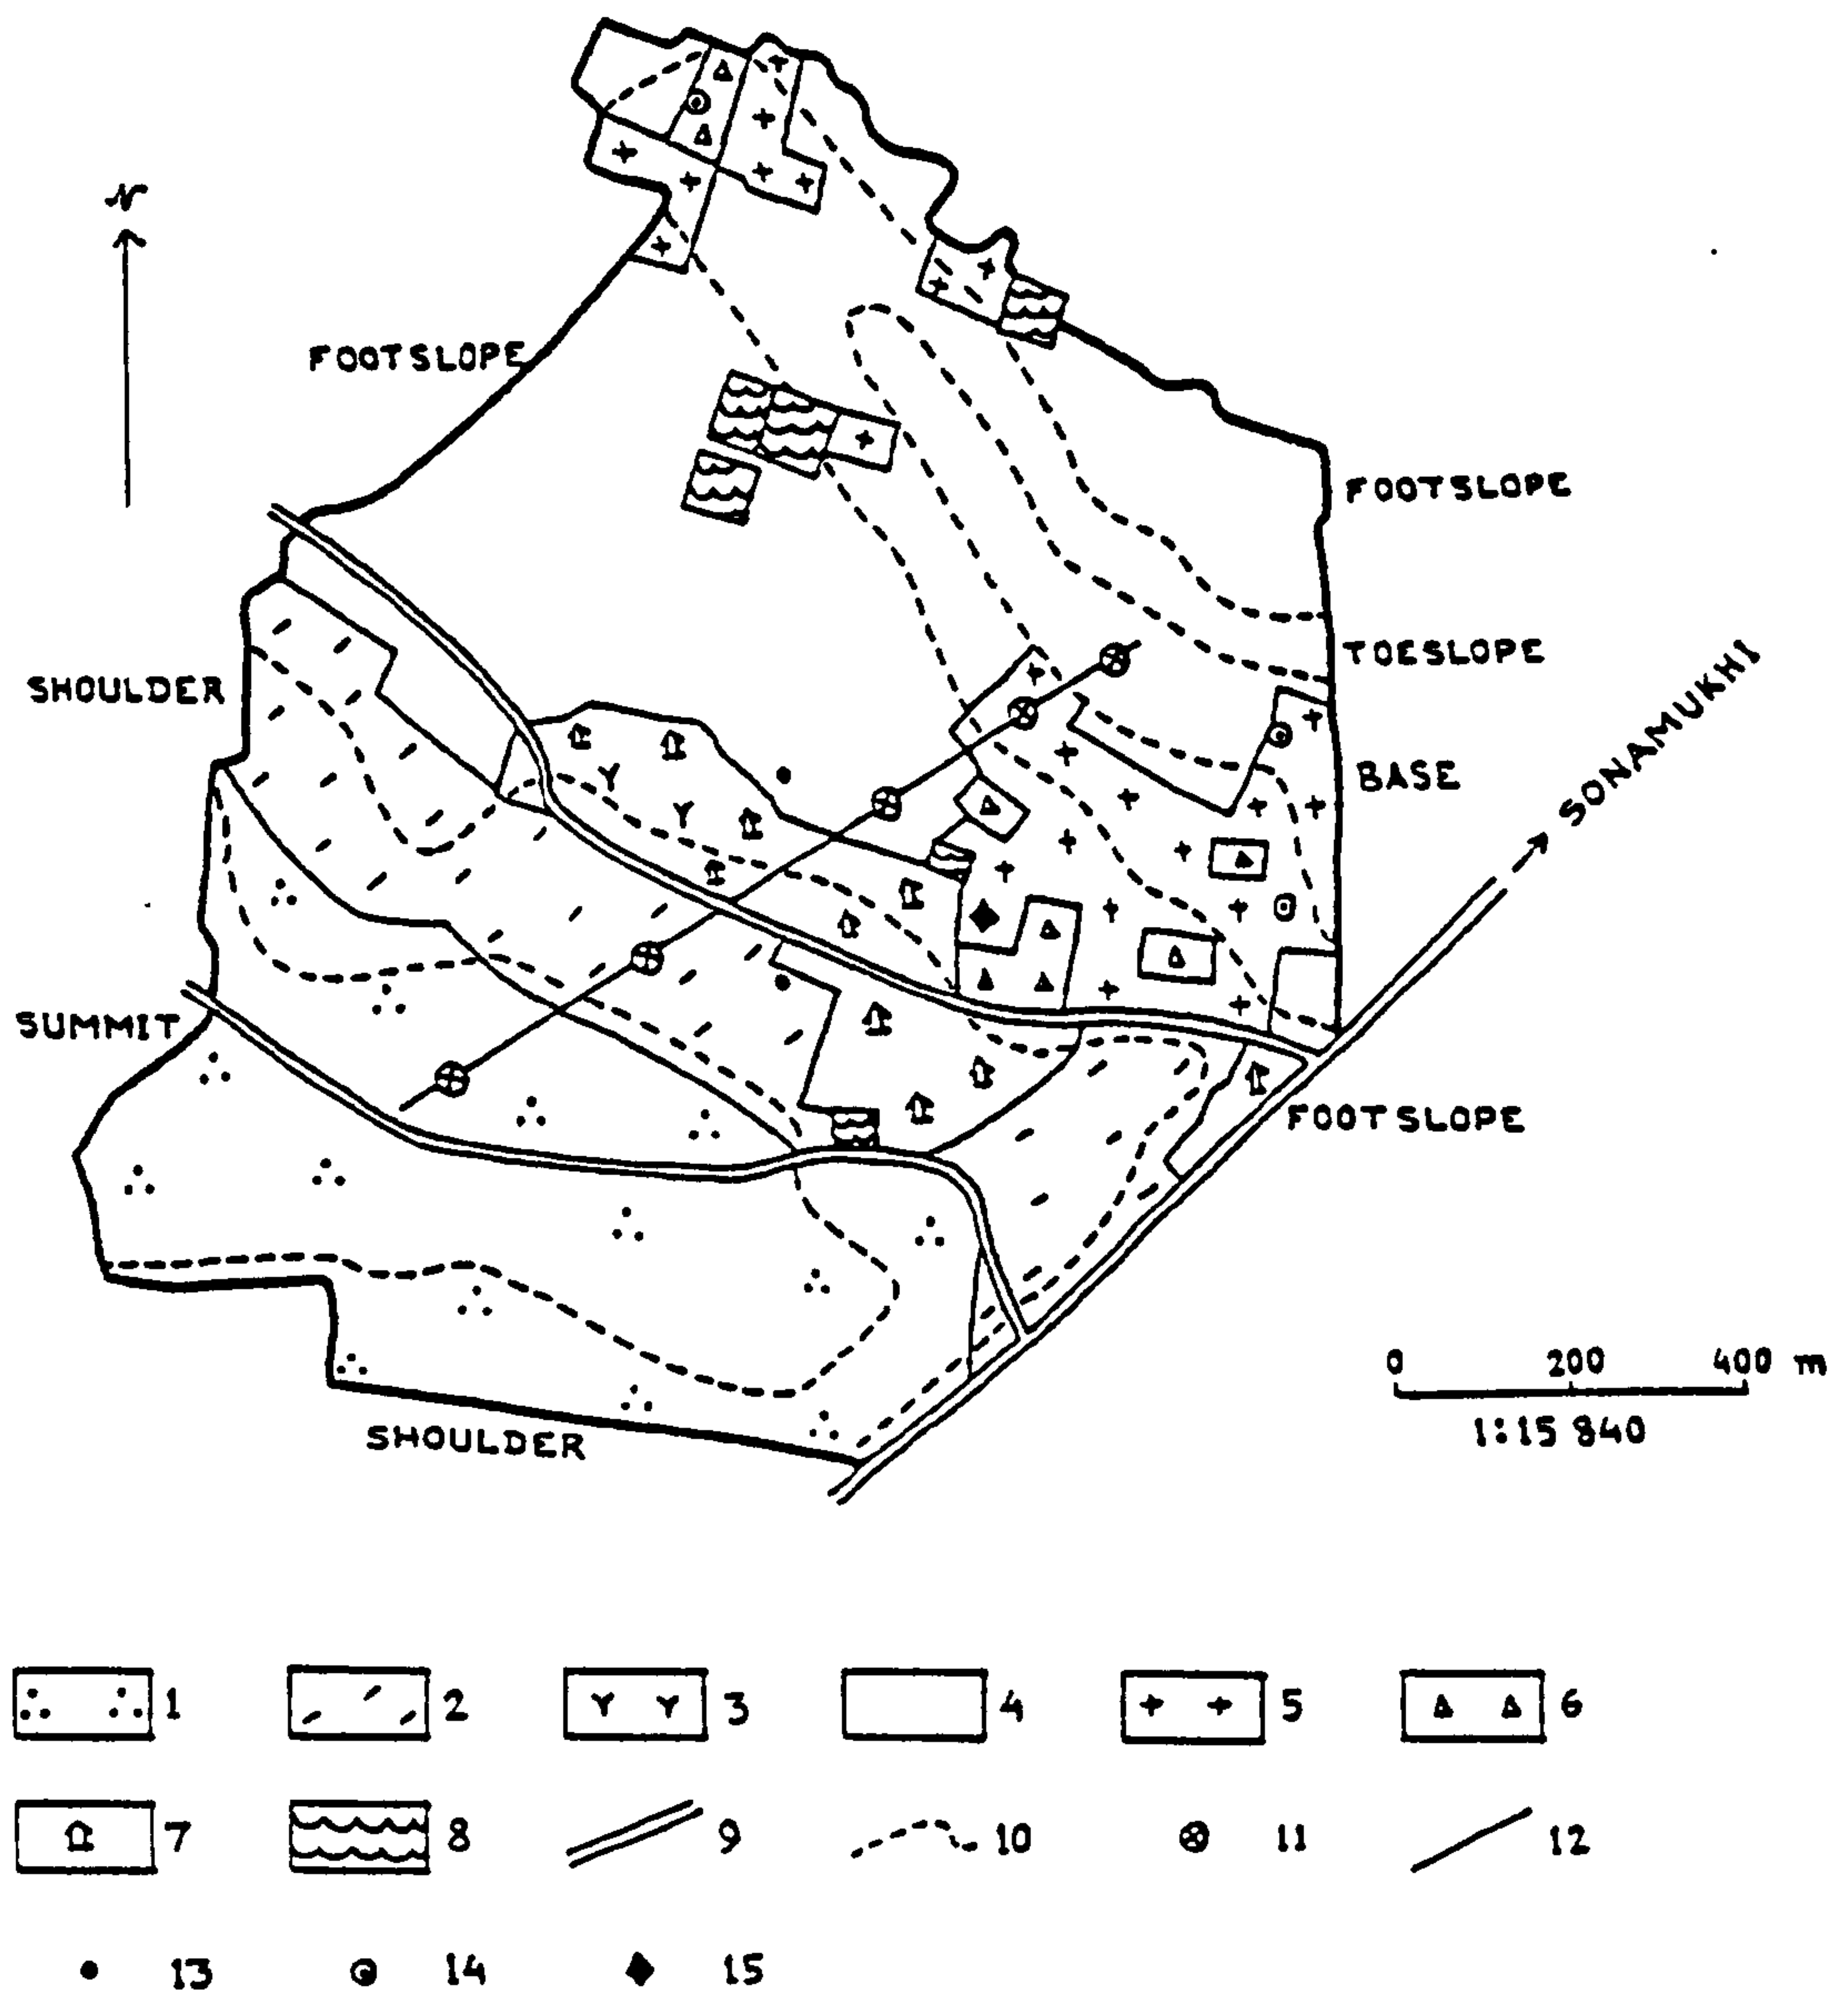 N
FOOTSLOPE
FOOTSLOPE
SHOULDER
TOESLOPE
SONAMUKHI
BASE
SUMMIT
FOOTSLOPE
0 200 400 m
1:15 840
SHOULDER
1 2 3 4 5 6
7 8 9 10 11 12
13 14 15